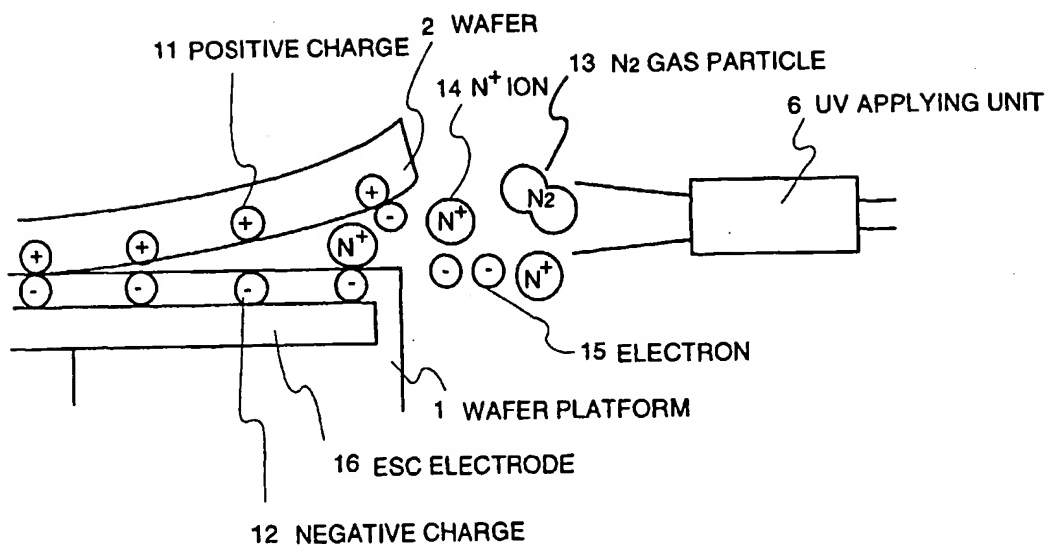 2 WAFER
11 POSITIVE CHARGE
13 N2 GAS PARTICLE
14 N+ ION
6 UV APPLYING UNIT
+
N2
+
-
N+
N+
+
+
-
-
N+
-
-
-
-
15 ELECTRON
1 WAFER PLATFORM
16 ESC ELECTRODE
12 NEGATIVE CHARGE